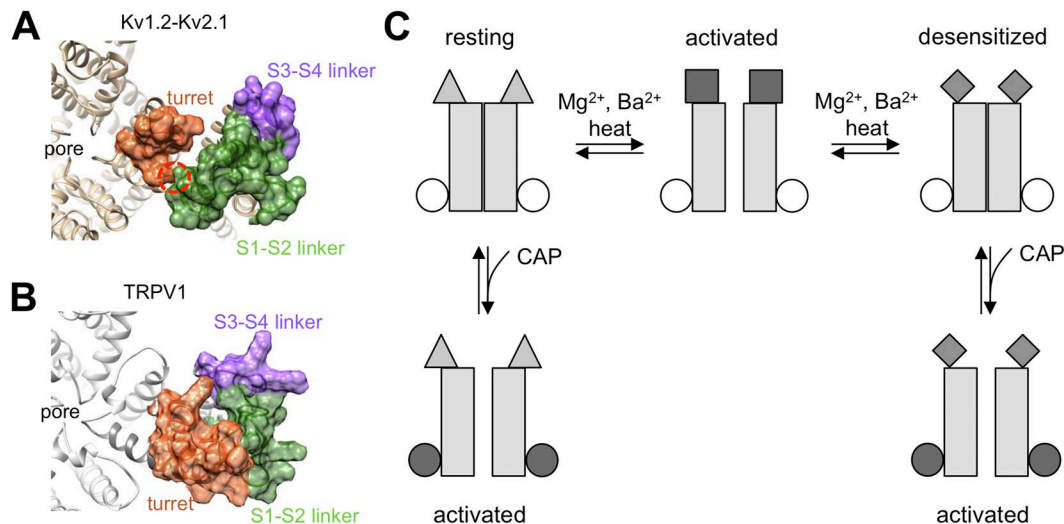 A
Kv1.2-Kv2.1
S3-S4 linker
turret
pore
S1-S2 linker
B
TRPV1
S3-S4 linker
pore
turret
S1-S2 linker
C
resting
activated
desensitized
Mg²⁺, Ba²⁺
heat
Mg²⁺, Ba²⁺
heat
CAP
CAP
activated
activated